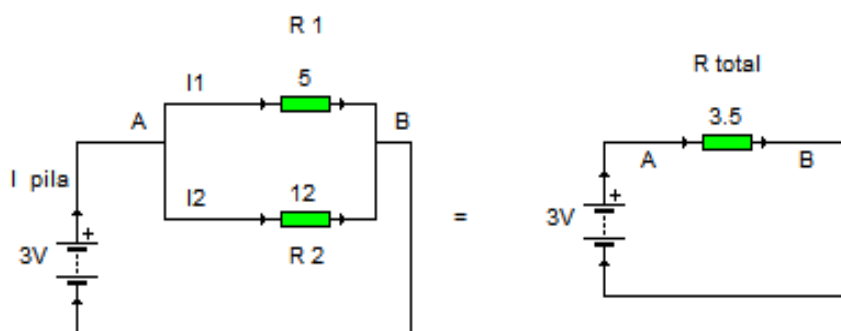 R 1
I1
5
A
B
I pila
I2
12
3V
+
R 2
=
R total
3.5
A
B
3V
+